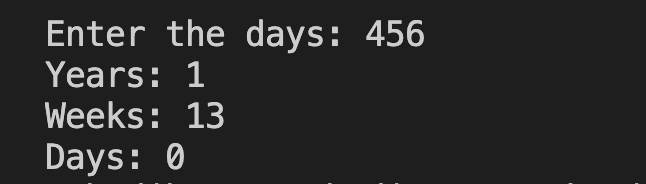 Enter the days: 456
Years: 1
Weeks: 13
Days: 0